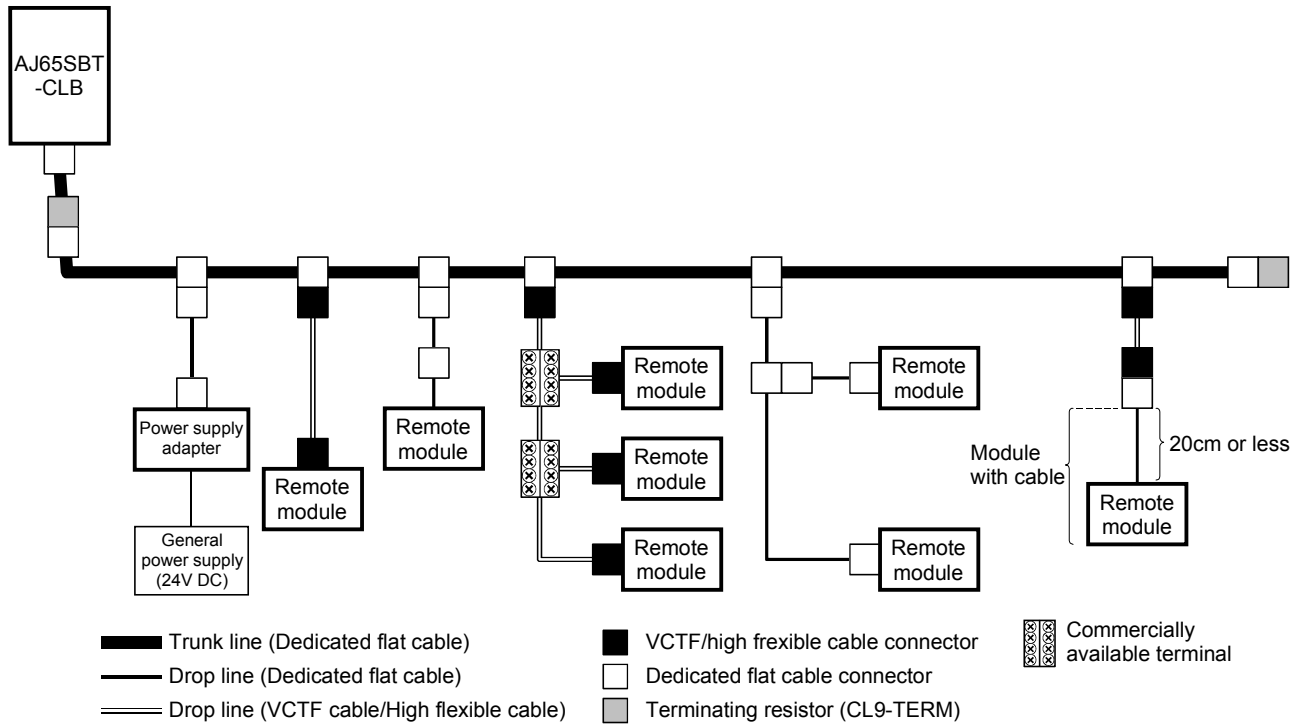 AJ65SBT
-CLB
Power supply
adapter
General
power supply
(24V DC)
Remote
module
Remote
module
Remote
module
Remote
module
Remote
module
Remote
module
Remote
module
Module
with cable
20cm or less
Remote
module
Trunk line (Dedicated flat cable)
Drop line (Dedicated flat cable)
Drop line (VCTF cable/High flexible cable)
VCTF/high frexible cable connector
Dedicated flat cable connector
Terminating resistor (CL9-TERM)
Commercially
available terminal